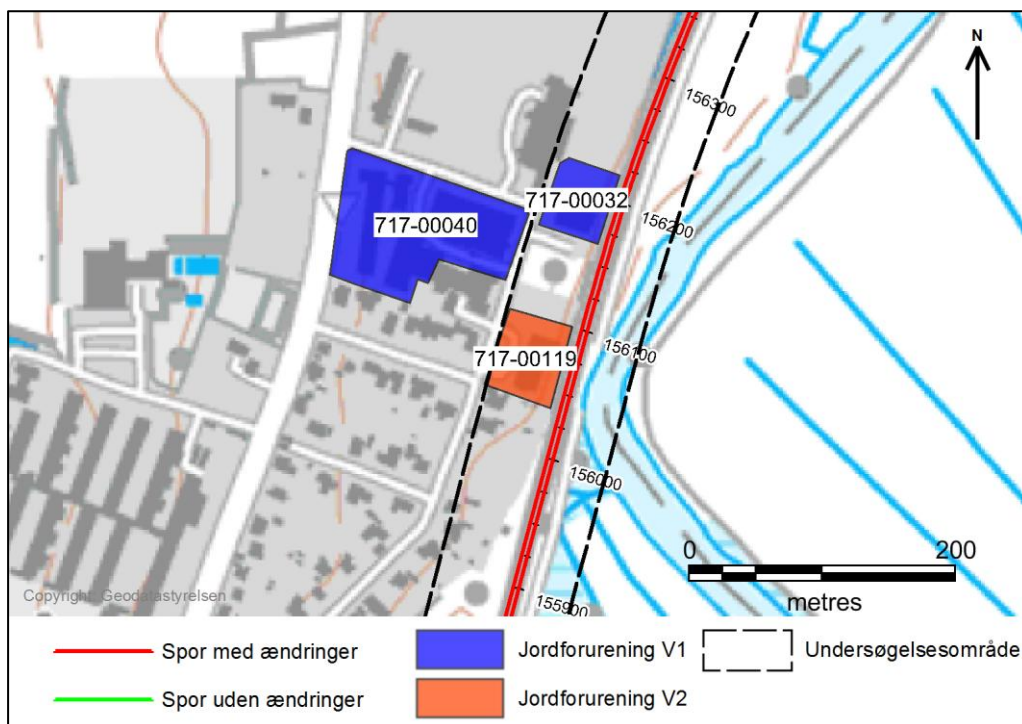 N
156300
717-00032
717-00040
156200
717-00119
156100
156000
0 200
metres
155900
Copyright: Geodatastyrelsen
Spor med ændringer
Jordforurening V1
Undersøgelsesområde
Spor uden ændringer
Jordforurening V2